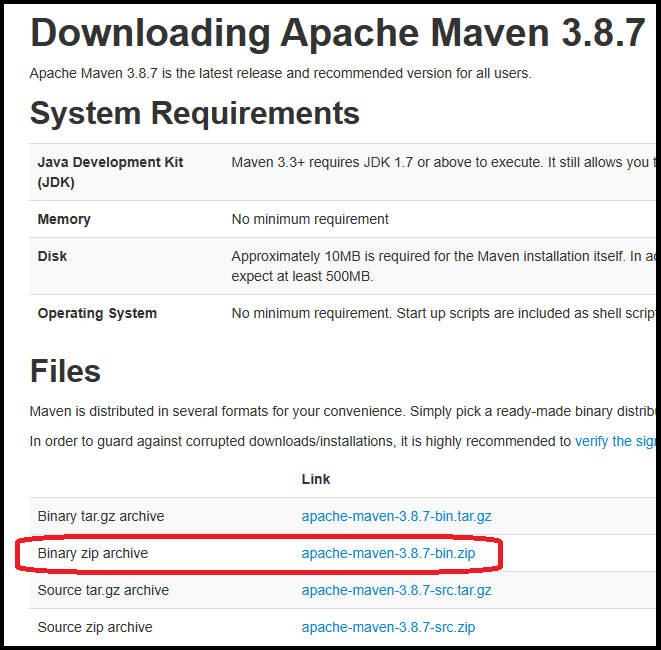 Downloading Apache Maven 3.8.7
Apache Maven 3.8.7 is the latest release and recommended version for all users.
System Requirements
Java Development Kit (JDK) Maven 3.3+ requires JDK 1.7 or above to execute. It still allows you
Memory No minimum requirement
Disk Approximately 10MB is required for the Maven installation itself. In
expect at least 500MB.
Operating System No minimum requirement. Start up scripts are included as shell
Files
Maven is distributed in several formats for your convenience. Simply pick a ready-made binary
In order to guard against corrupted downloads/installations, it is highly recommended to verify the
Link
Binary tar.gz archive apache-maven-3.8.7-bin.tar.gz
Binary zip archive apache-maven-3.8.7-bin.zip
Source tar.gz archive apache-maven-3.8.7-src.tar.gz
Source zip archive apache-maven-3.8.7-src.zip